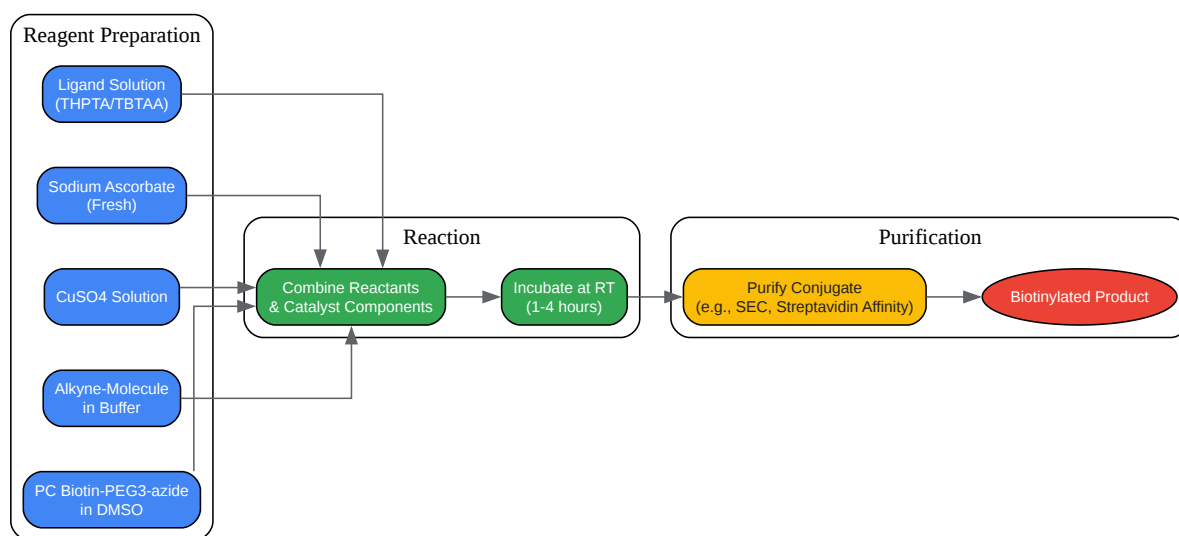 Reagent Preparation
Ligand Solution
(THPTA/TBTAA)
Sodium Ascorbate
(Fresh)
CuSO4 Solution
Alkyne-Molecule
in Buffer
PC Biotin-PEG3-azide
in DMSO
Reaction
Combine Reactants
& Catalyst Components
Incubate at RT
(1-4 hours)
Purification
Purify Conjugate
(e.g., SEC, Streptavidin Affinity)
Biotinylated Product